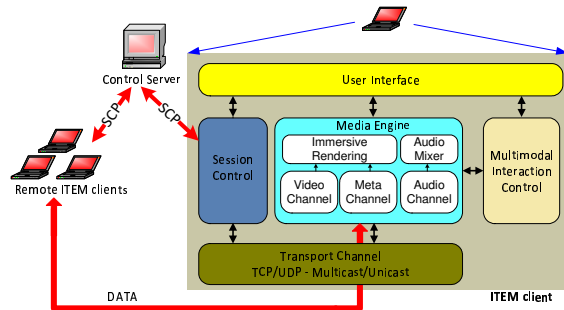 Control Server
SCP
SCP
Remote ITEM clients
User Interface
Session
Control
Media Engine
Immersive
Rendering
Audio
Mixer
Video
Channel
Meta
Channel
Audio
Channel
Multimodal
Interaction
Control
Transport Channel
TCP/UDP - Multicast/Unicast
DATA
ITEM client